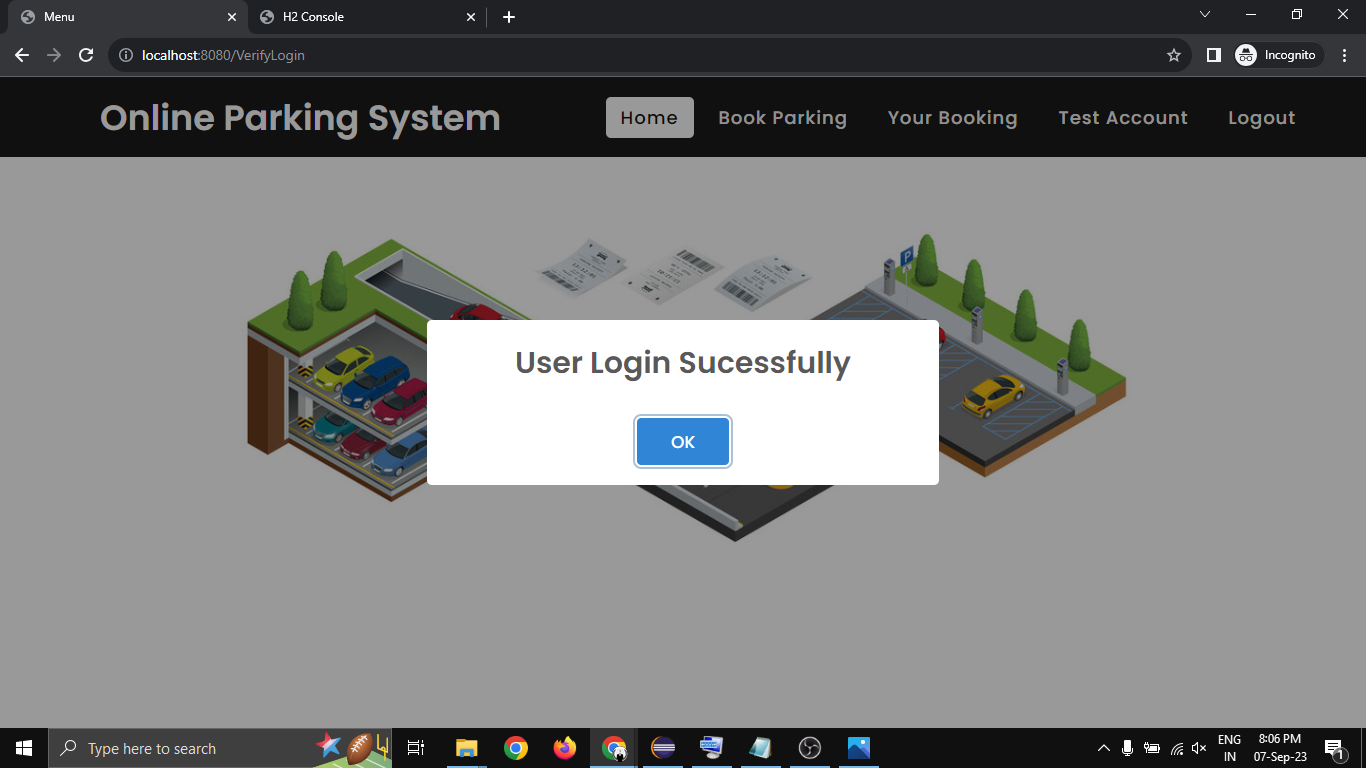 Menu
H2 Console
localhost:8080/VerifyLogin
Incognito
Online Parking System
Home
Book Parking
Your Booking
Test Account
Logout
P
User Login Sucessfully
OK
Type here to search
ENG
IN
8:06 PM
07-Sep-23
1